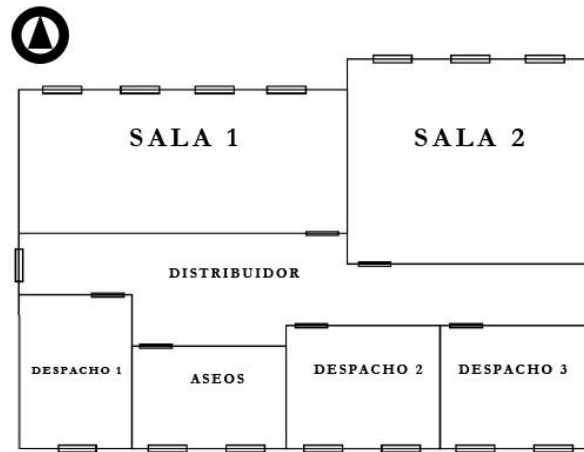 SALA 1
SALA 2
DISTRIBUIDOR
DESPACHO 1
ASEOS
DESPACHO 2
DESPACHO 3